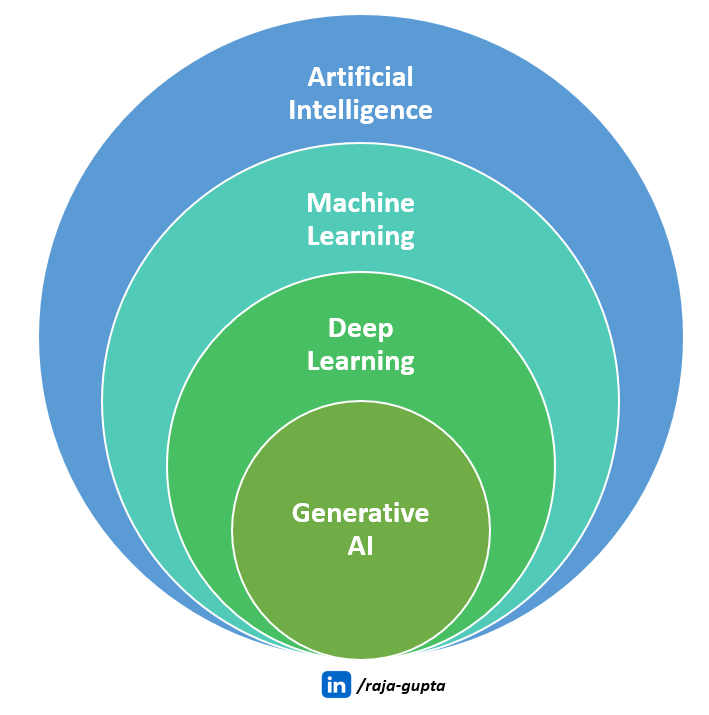 Artificial
Intelligence
Machine
Learning
Deep
Learning
Generative
AI
in /raja-gupta